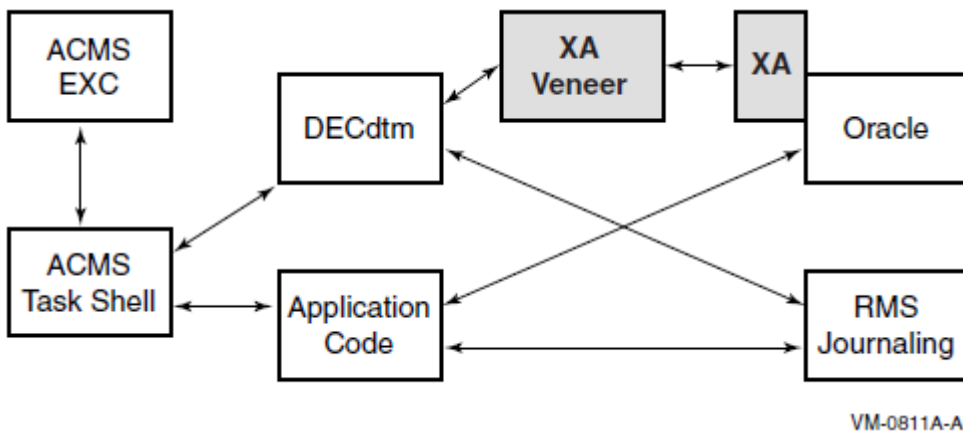 ACMS
EXC
XA
Veneer
XA
DECdtm
Oracle
ACMS
Task Shell
Application
Code
RMS
Journaling
VM-0811A-A